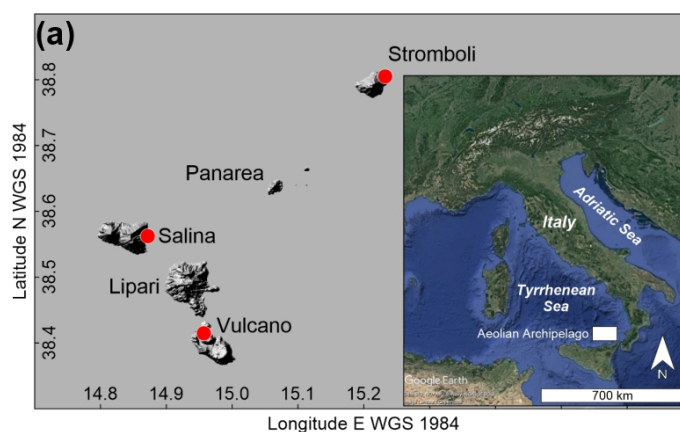 (a)
Stromboli
Panarea
Salina
Lipari
Vulcano
38.8
38.7
38.6
38.5
38.4
Latitude N WGS 1984
14.8 14.9 15.0 15.1 15.2
Longitude E WGS 1984
Adriatic Sea
Italy
Tyrrhenean
Sea
Aeolian Archipelago
N
Google Earth
700 km